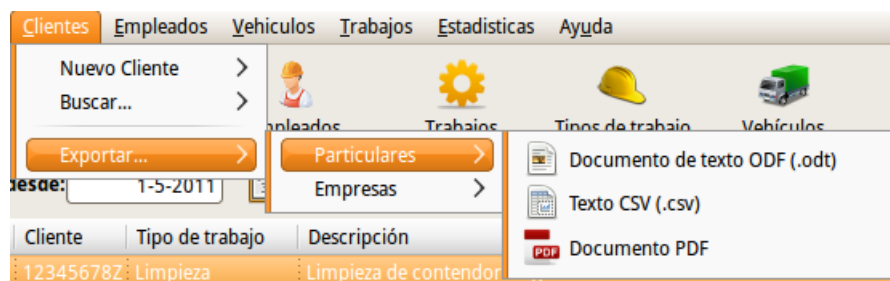 Clientes Empleados Vehiculos Trabajos Estadisticas Ayuda
Nuevo Cliente
Buscar...
Trabajos Tipos de trabajo Vehículos
Exportar... Particulares Documento de texto ODF (.odt)
desde: 1-5-2011 Empresas Texto CSV (.csv)
Cliente Tipo de trabajo Descripción PDF Documento PDF
12345678Z Limpieza Limpieza de contendor